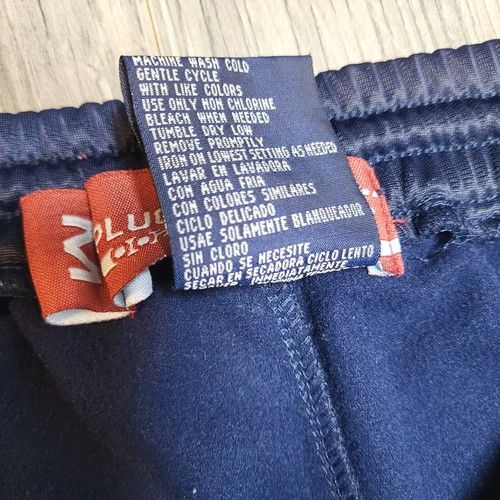 MACHINE WASH COLD
GENTLE CYCLE
WITH LIKE COLORS
USE ONLY NON CHLORINE
BLEACH WHEN NEEDED
TUMBLE DRY LOW
REMOVE PROMPTLY
IRON ON LOWEST SETTING AS NEEDED
LAVAR EN LAVADORA
CON AGUA FRIA
CON COLORES SIMILARES
CICLO DELICADO
USAE SOLAMENTE BLANQUEADOR
SIN CLORO
CUANDO SE NECESITE
SECAR EN SECADORA CICLO LENTO
INMEDIATAMENTE
M